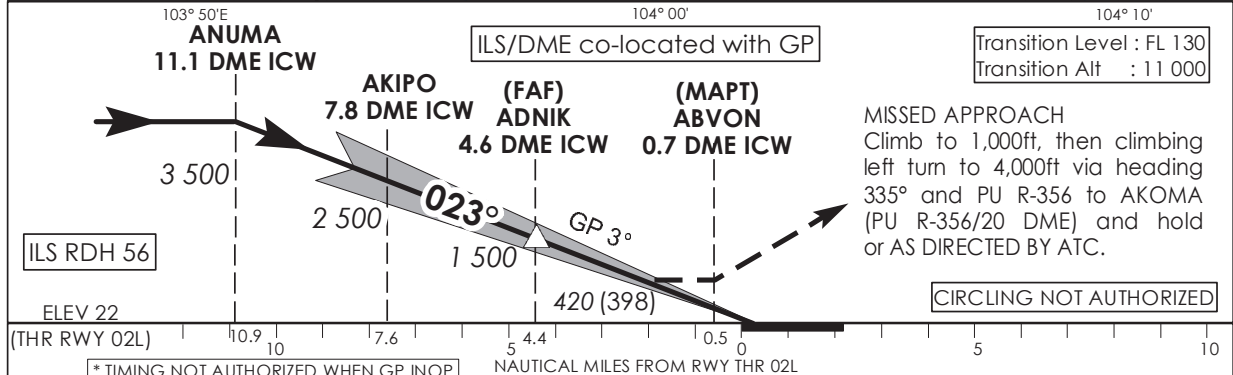 103° 50'E
104° 00'
104° 10'
ANUMA
11.1 DME ICW
ILS/DME co-located with GP
Transition Level : FL 130
Transition Alt : 11 000
AKIPO
7.8 DME ICW
(FAF)
ADNIK
4.6 DME ICW
(MAPT)
ABVON
0.7 DME ICW
MISSED APPROACH
Climb to 1,000ft, then climbing
left turn to 4,000ft via heading
335° and PU R-356 to AKOMA
(PU R-356/20 DME) and hold
or AS DIRECTED BY ATC.
3 500
2 500
023°
GP 3°
1 500
ILS RDH 56
420 (398)
CIRCLING NOT AUTHORIZED
ELEV 22
(THR RWY 02L)
10.9
7.6
4.4
0.5
10
5
0
5
10
* TIMING NOT AUTHORIZED WHEN GP INOP
NAUTICAL MILES FROM RWY THR 02L